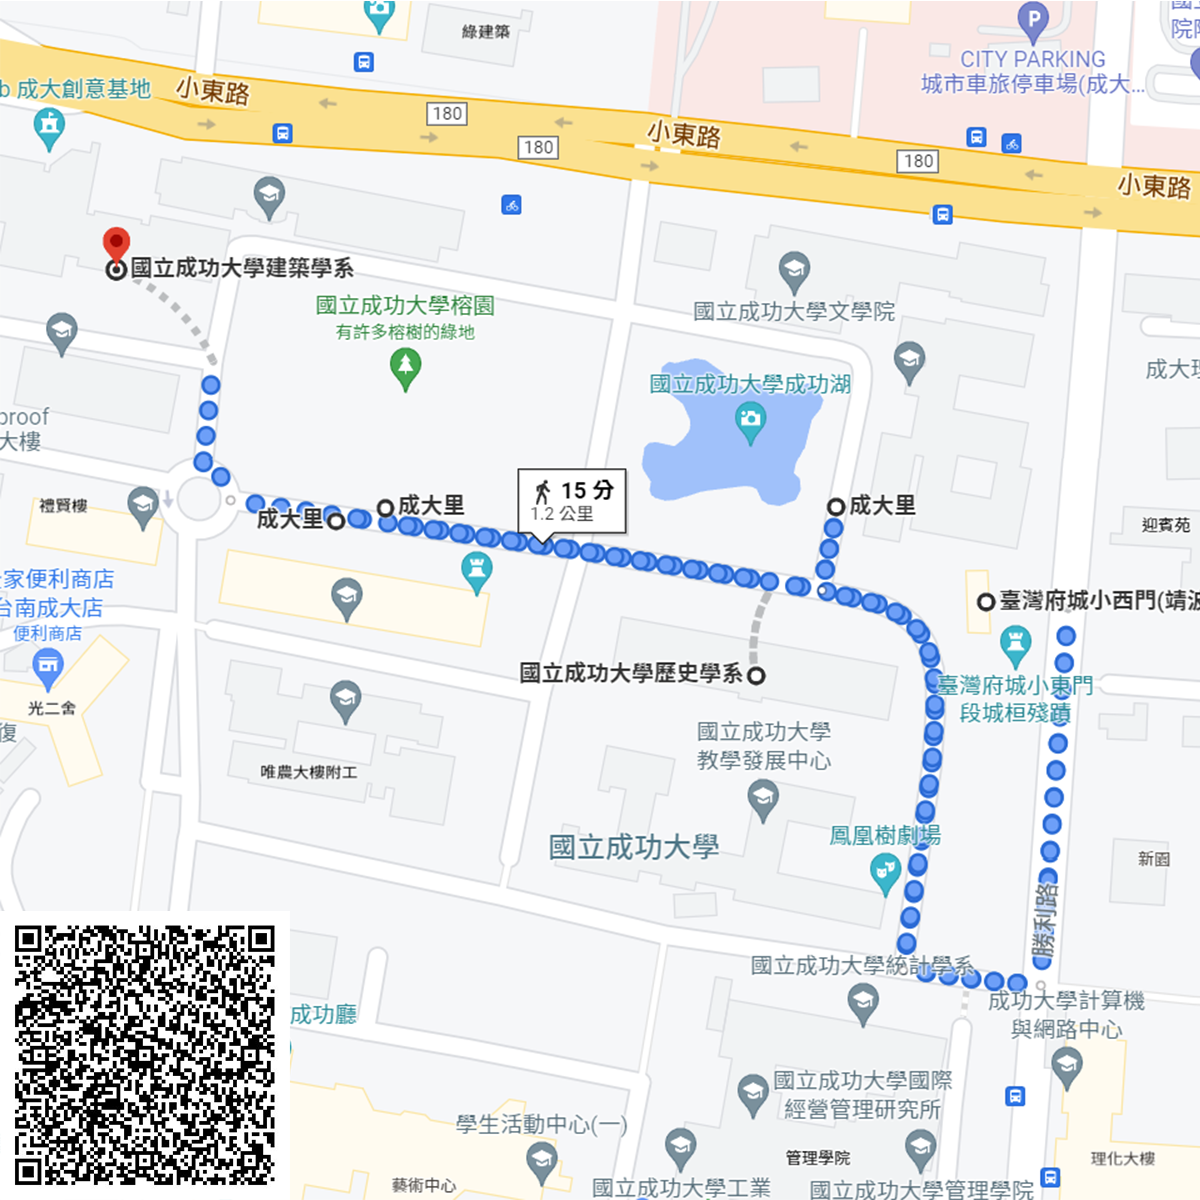 綠建築
CITY PARKING
城市車旅停車場(成大...
b 成大創意基地
小東路
180
180
小東路
180
小東路
國立成功大學建築學系
國立成功大學榕園
有許多榕樹的綠地
國立成功大學文學院
國立成功大學成功湖
成大理
proof
大樓
禮賢樓
成大里
成大里
15 分
1.2 公里
成大里
迎賓苑
家便利商店
台南成大店
便利商店
臺灣府城小西門(靖波
國立成功大學歷史學系
臺灣府城小東門
段城桓殘蹟
光二舍
復
國立成功大學
教學發展中心
唯農大樓附工
國立成功大學
鳳凰樹劇場
新園
勝利路
國立成功大學統計學系
成功大學計算機
與網路中心
成功廳
國立成功大學國際
經營管理研究所
學生活動中心(一)
管理學院
理化大樓
藝術中心
國立成功大學工業
國立成功大學管理學院